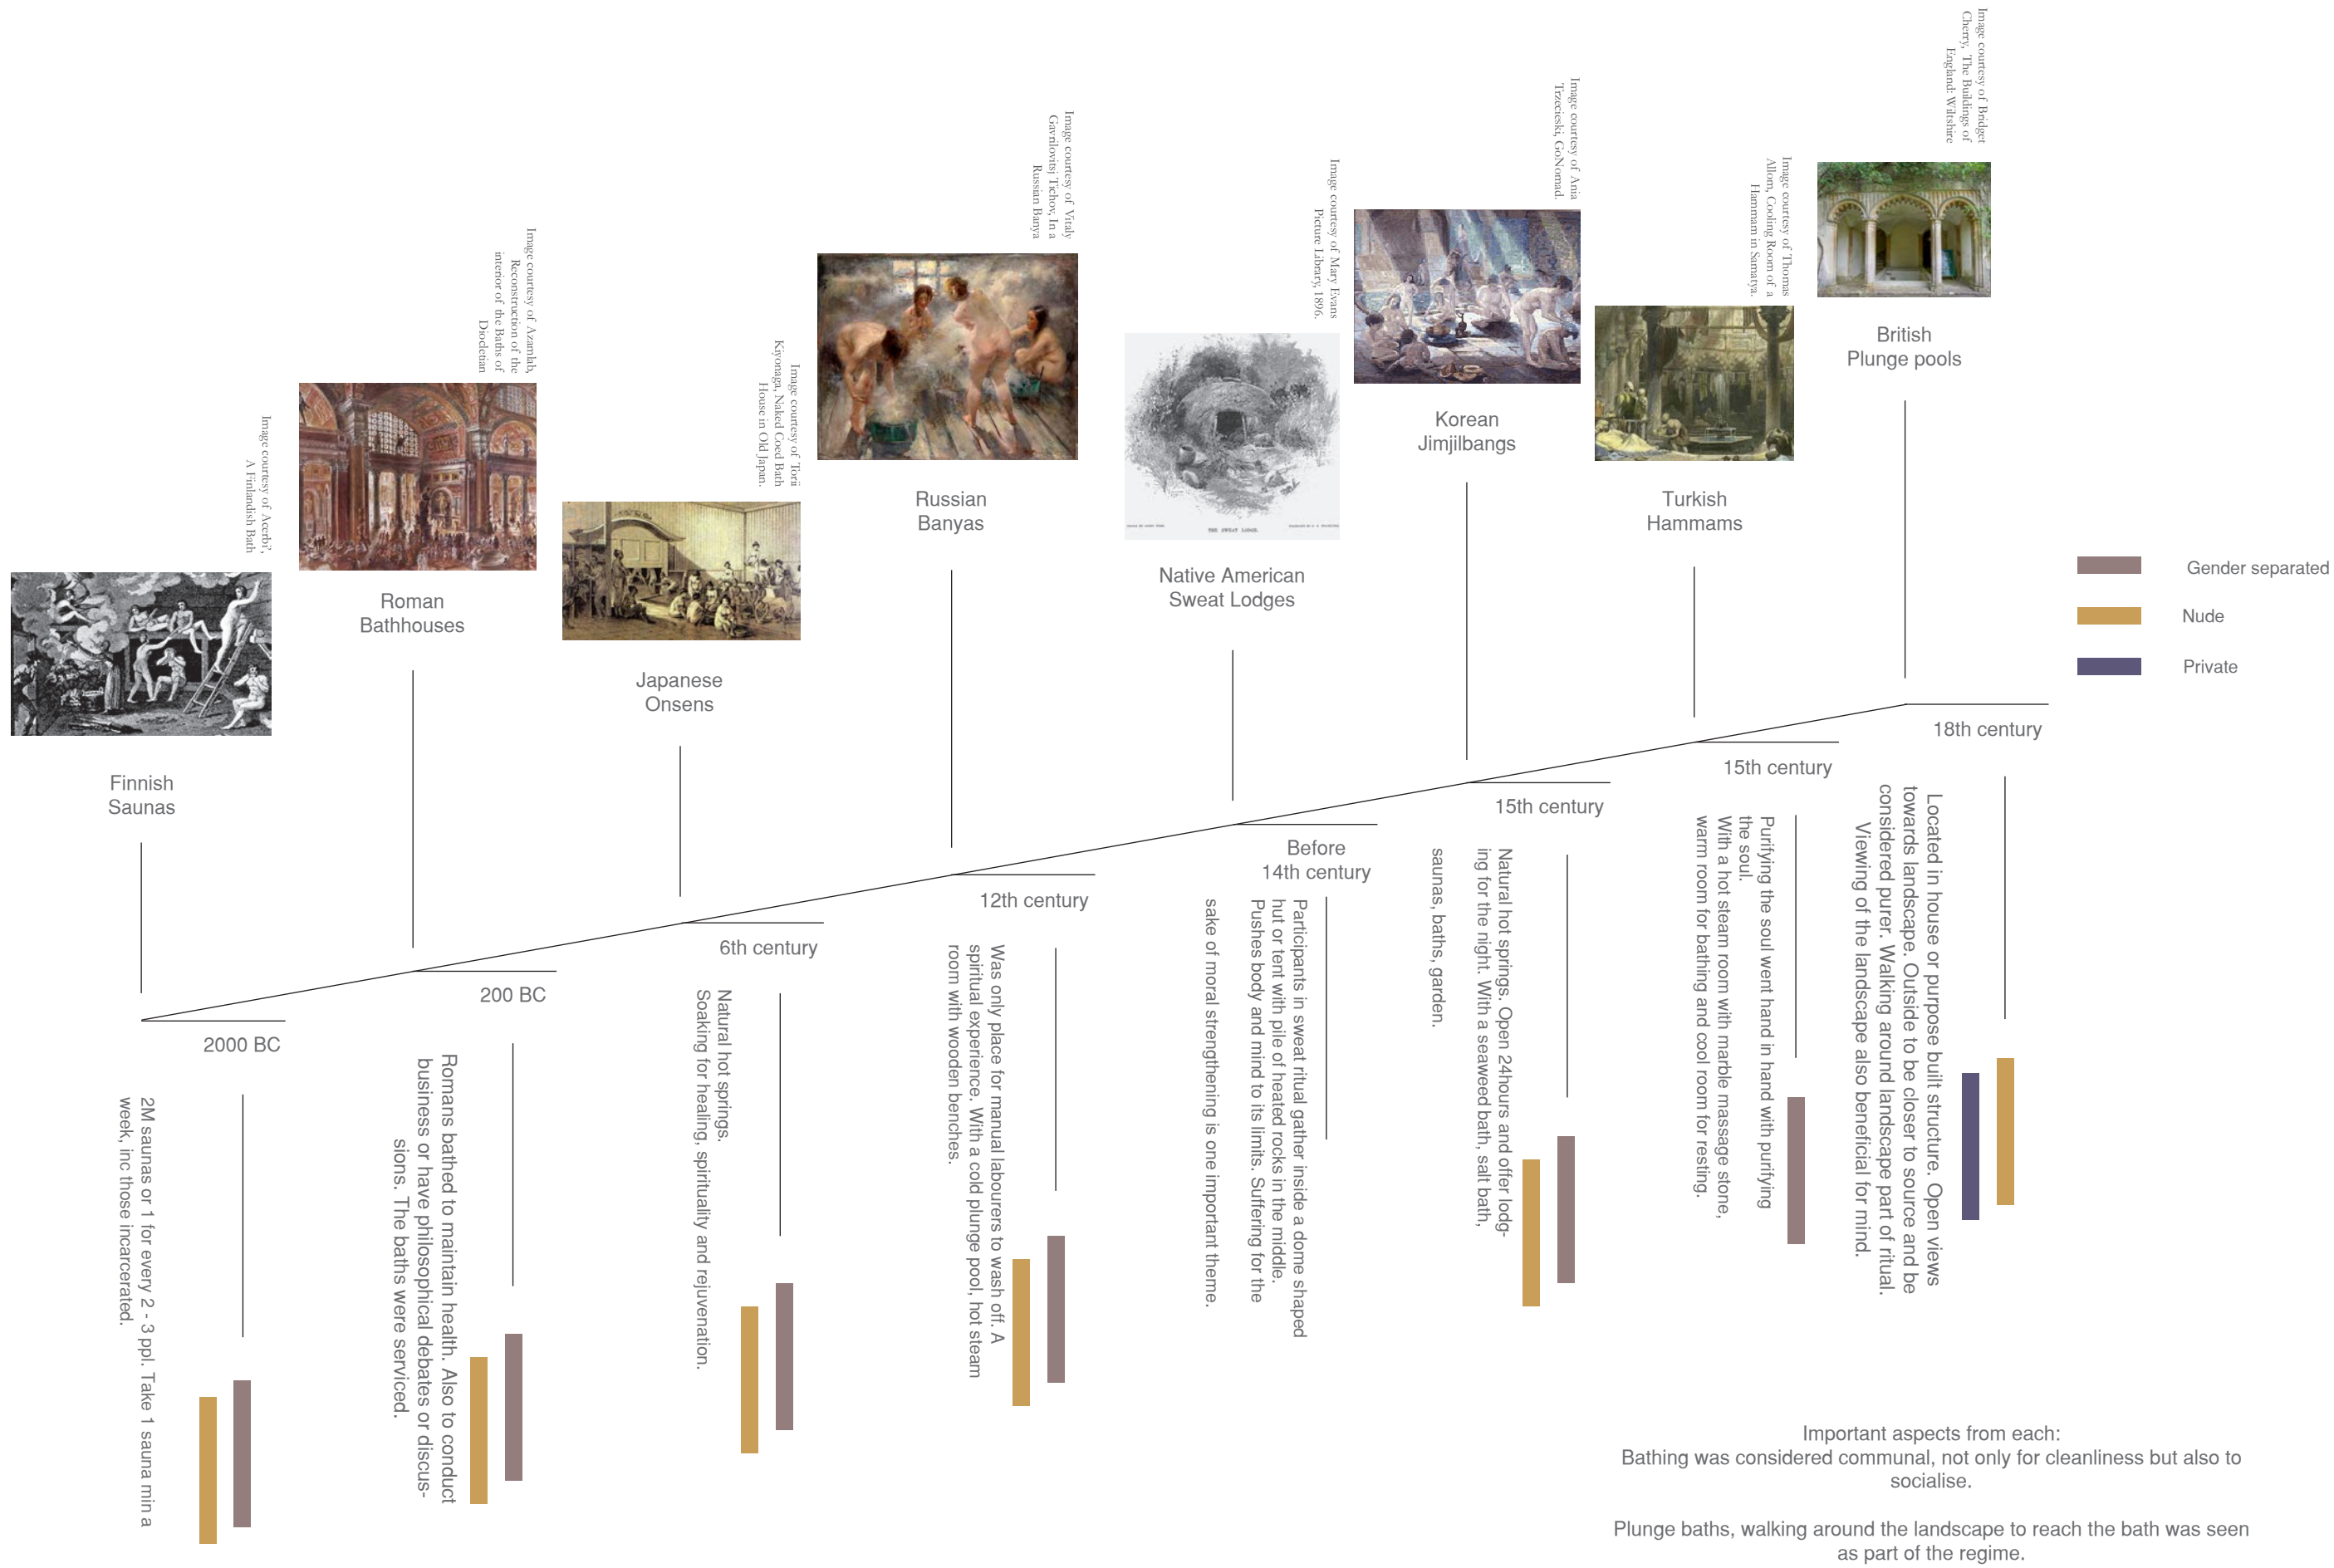 Image courtesy of Acerbi',
A Finlandish Bath
Finnish
Saunas
2000 BC
2M saunas or 1 for every 2 - 3 ppl. Take 1 sauna min a
week, inc those incarcerated.
Image courtesy of Azamlab,
Reconstruction of the
interior of the Baths of
Diocletian
Roman
Bathhouses
200 BC
Romans bathed to maintain health. Also to conduct
business or have philosophical debates or discus-
sions. The baths were serviced.
Image courtesy of Torii
Kiyonaga, Naked Coed Bath
House in Old Japan.
Japanese
Onsens
6th century
Natural hot springs.
Soaking for healing, spirituality and rejuvenation.
Image courtesy of Vitaly
Gavrilovitsj Tichov, In a
Russian Banya
Russian
Banyas
12th century
Was only place for manual labourers to wash off. A
spiritual experience. With a cold plunge pool, hot steam
room with wooden benches.
Image courtesy of Mary Evans
Picture Library, 1896.
THE SWEAT LODGE.
Native American
Sweat Lodges
Before
14th century
Participants in sweat ritual gather inside a dome shaped
hut or tent with pile of heated rocks in the middle.
Pushes body and mind to its limits. Suffering for the
sake of moral strengthening is one important theme.
Image courtesy of Ania
Trzecieski, GoNomad.
Korean
Jimjilbangs
15th century
Natural hot springs. Open 24hours and offer lodg-
ing for the night. With a seaweed bath, salt bath,
saunas, baths, garden.
Image courtesy of Thomas
Allom, Cooling Room of a
Hammam in Samatya.
Turkish
Hammams
15th century
Purifying the soul went hand in hand with purifying
the soul.
With a hot steam room with marble massage stone,
warm room for bathing and cool room for resting.
Image courtesy of Bridget
Cherry, The Buildings of
England: Wiltshire
British
Plunge pools
18th century
Located in house or purpose built structure. Open views
towards landscape. Outside to be closer to source and be
considered purer. Walking around landscape part of ritual.
Viewing of the landscape also beneficial for mind.
Gender separated
Nude
Private
Important aspects from each:
Bathing was considered communal, not only for cleanliness but also to
socialise.
Plunge baths, walking around the landscape to reach the bath was seen
as part of the regime.